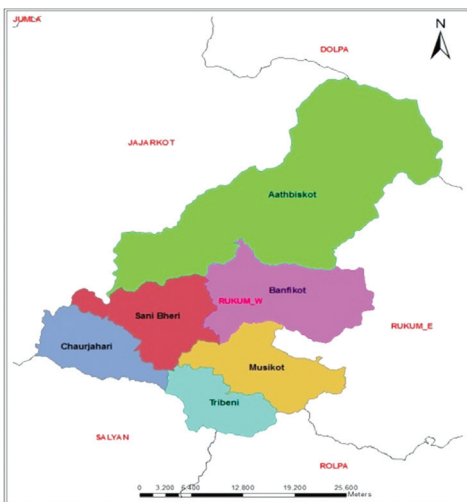 JUMLA
N
DOLPA
JAJARKOT
Aathbiskot
Banfikot
RUKUM_W
Sani Bheri
RUKUM_E
Chaurjahari
Musikot
Tribeni
SALYAN
ROLPA
0 3,200 6,400 12,800 19,200 25,600
Meters